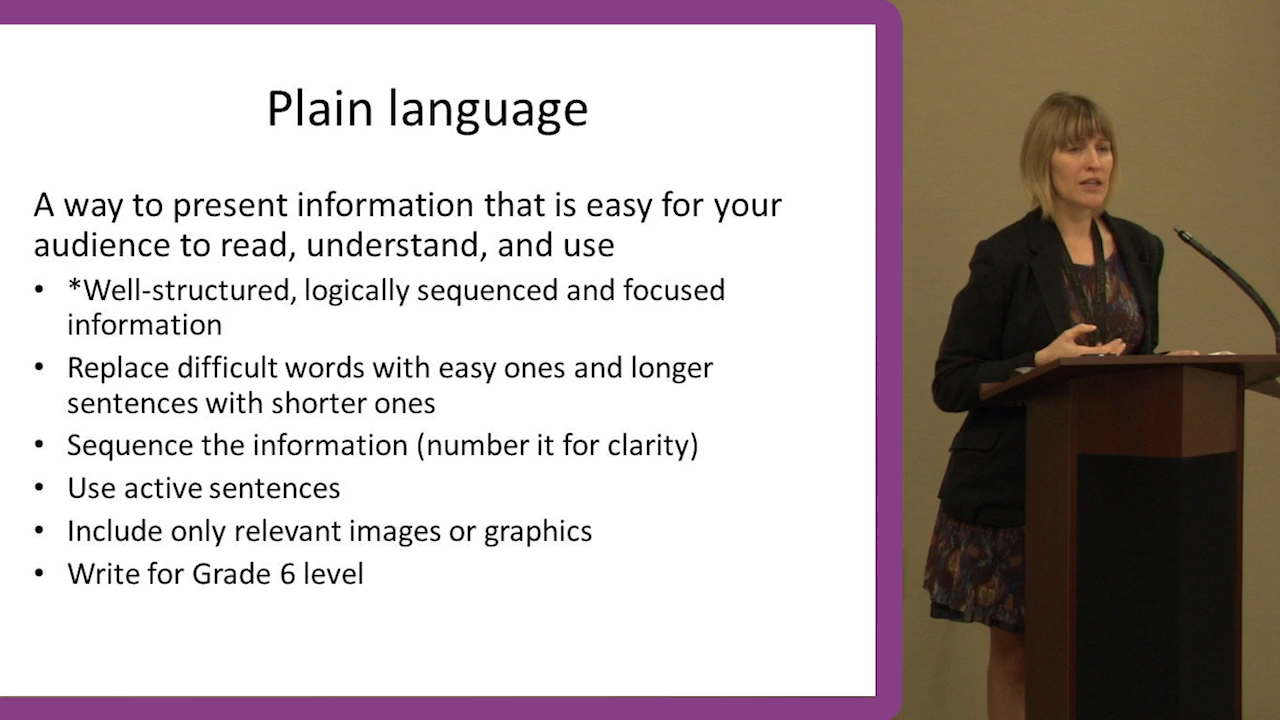 Plain language
A way to present information that is easy for your
audience to read, understand, and use
• *Well-structured, logically sequenced and focused
information
• Replace difficult words with easy ones and longer
sentences with shorter ones
• Sequence the information (number it for clarity)
• Use active sentences
• Include only relevant images or graphics
• Write for Grade 6 level